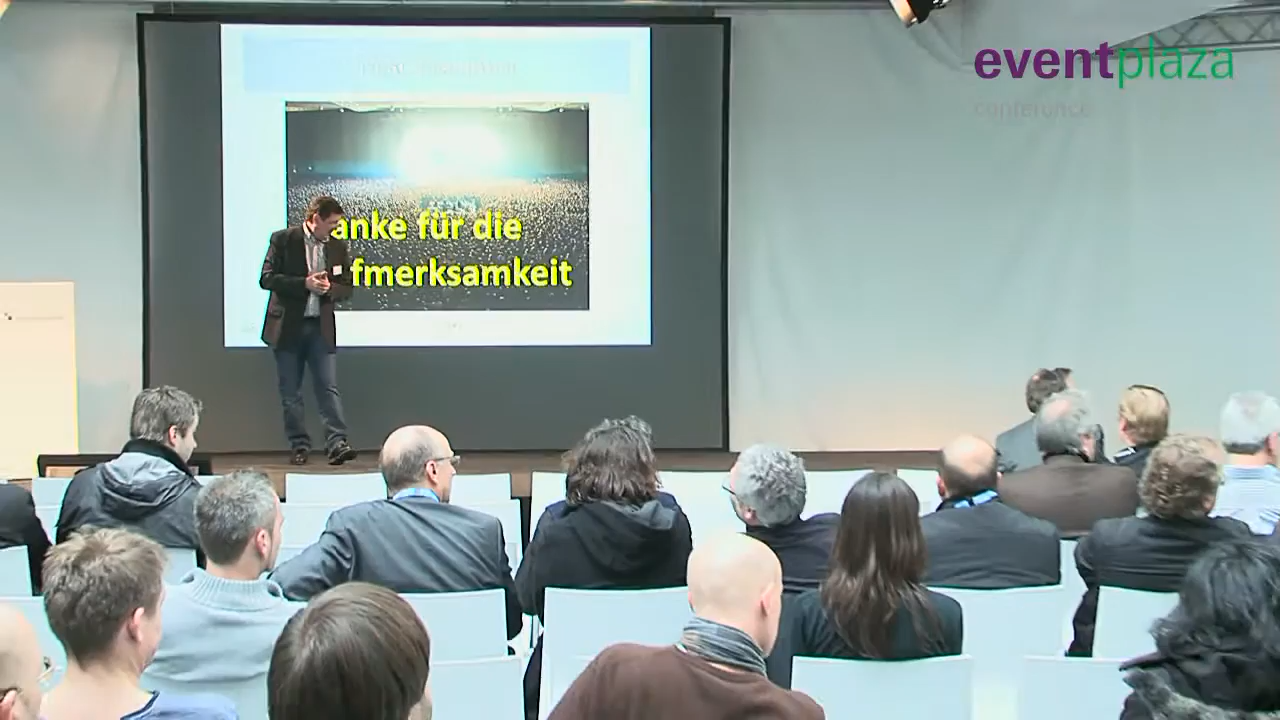 eventplaza
conference
anke für die
fmerksamkeit